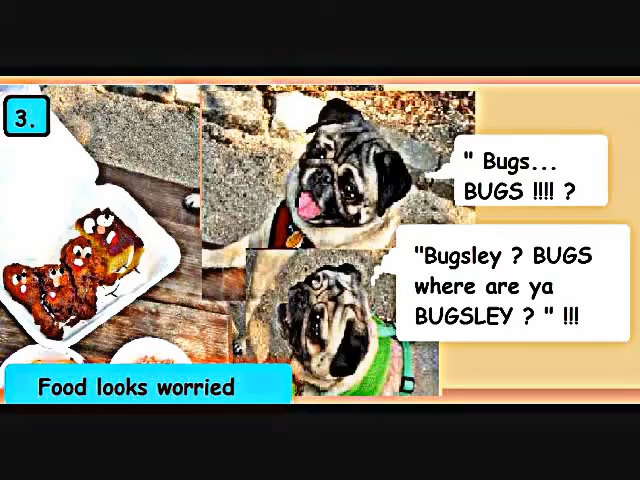 3.
" Bugs...
BUGS !!!! ?
"Bugsley ? BUGS
where are ya
BUGSLEY ? " !!!
Food looks worried